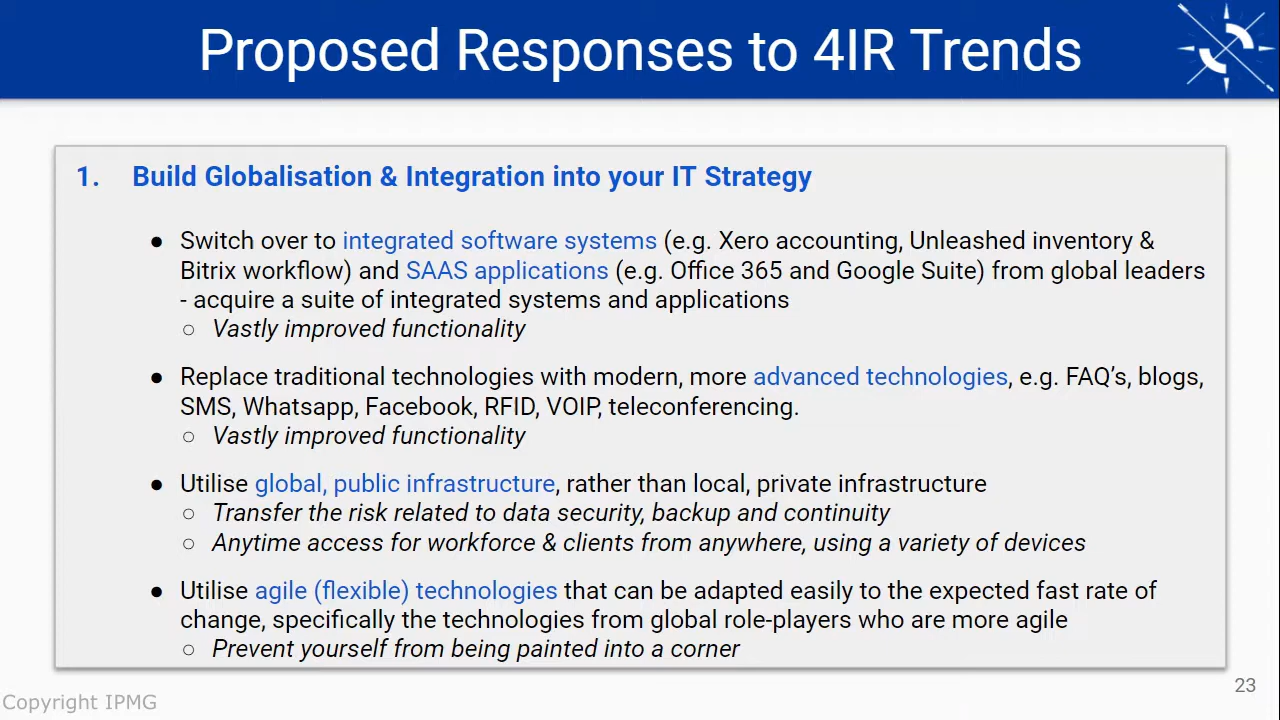 Proposed Responses to 4IR Trends
1. Build Globalisation & Integration into your IT Strategy
● Switch over to integrated software systems (e.g. Xero accounting, Unleashed inventory &
Bitrix workflow) and SAAS applications (e.g. Office 365 and Google Suite) from global leaders
- acquire a suite of integrated systems and applications
○ Vastly improved functionality
● Replace traditional technologies with modern, more advanced technologies, e.g. FAQ’s, blogs,
SMS, Whatsapp, Facebook, RFID, VOIP, teleconferencing.
○ Vastly improved functionality
● Utilise global, public infrastructure, rather than local, private infrastructure
○ Transfer the risk related to data security, backup and continuity
○ Anytime access for workforce & clients from anywhere, using a variety of devices
● Utilise agile (flexible) technologies that can be adapted easily to the expected fast rate of
change, specifically the technologies from global role-players who are more agile
○ Prevent yourself from being painted into a corner
23
Copyright IPMG